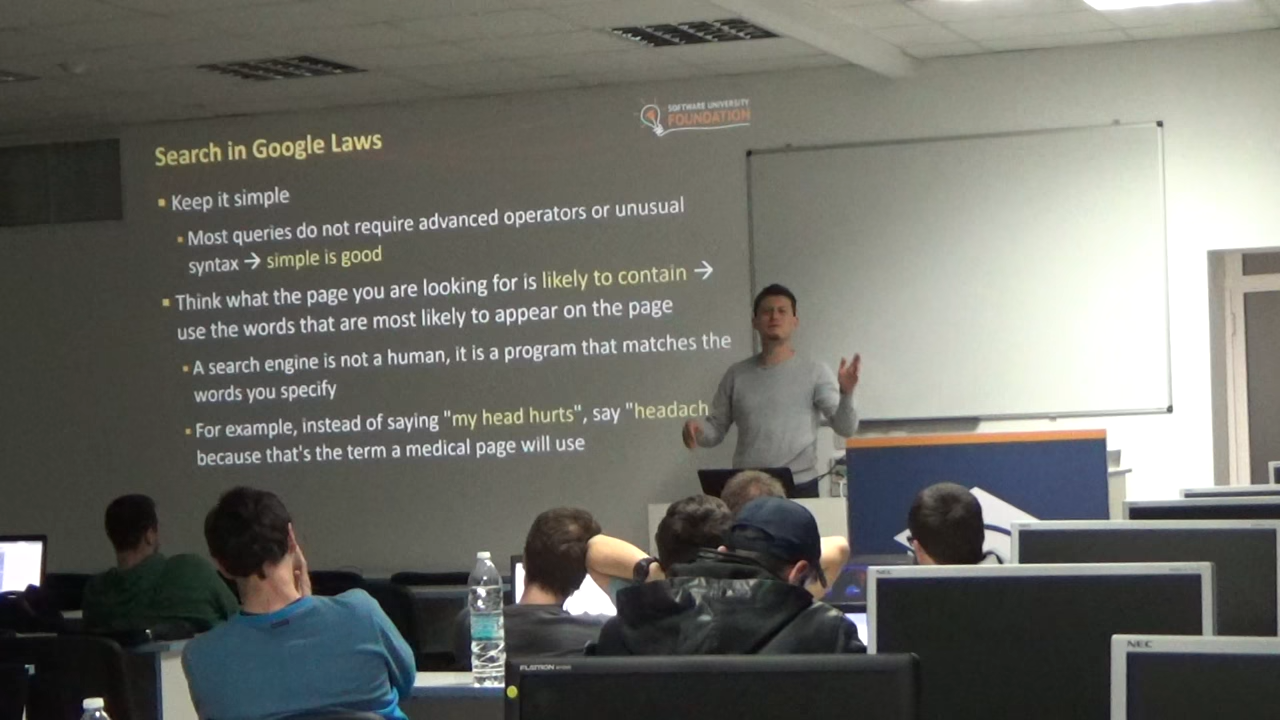 SOFTWARE UNIVERSITY
FOUNDATION
Search in Google Laws
▪ Keep it simple
▪ Most queries do not require advanced operators or unusual
syntax → simple is good
▪ Think what the page you are looking for is likely to contain →
use the words that are most likely to appear on the page
▪ A search engine is not a human, it is a program that matches the
words you specify
▪ For example, instead of saying "my head hurts", say "headach
because that's the term a medical page will use
NEC
FLATRON
NEC